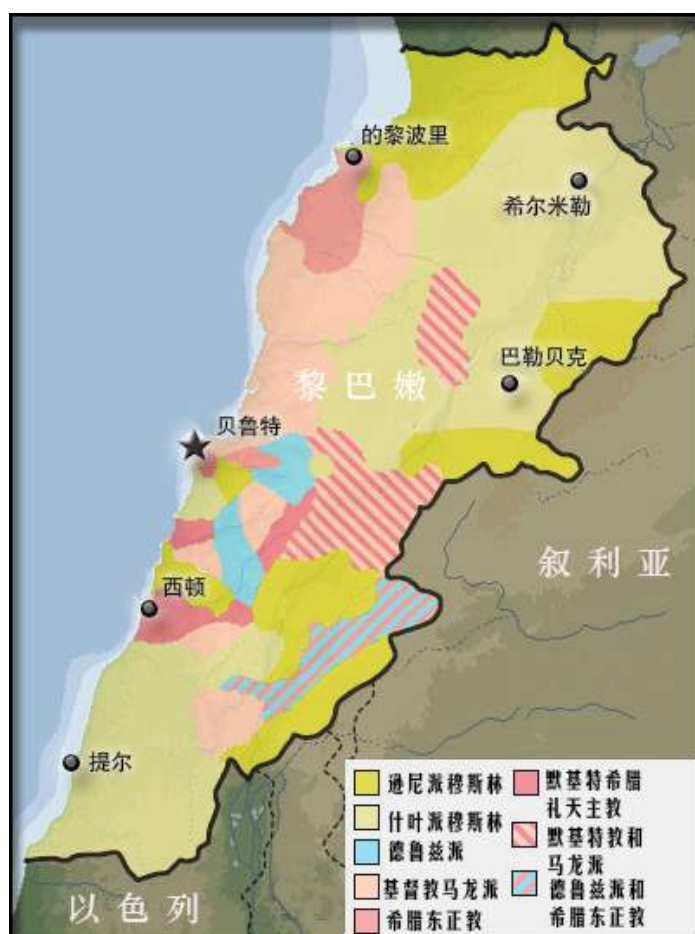 的黎波里
希尔米勒
巴勒贝克
黎巴嫩
贝鲁特
叙利亚
西顿
提尔
以色列
逊尼派穆斯林
什叶派穆斯林
德鲁兹派
基督教马龙派
希腊东正教
默基特希腊
礼天主教
默基特教和
马龙派
德鲁兹派和
希腊东正教